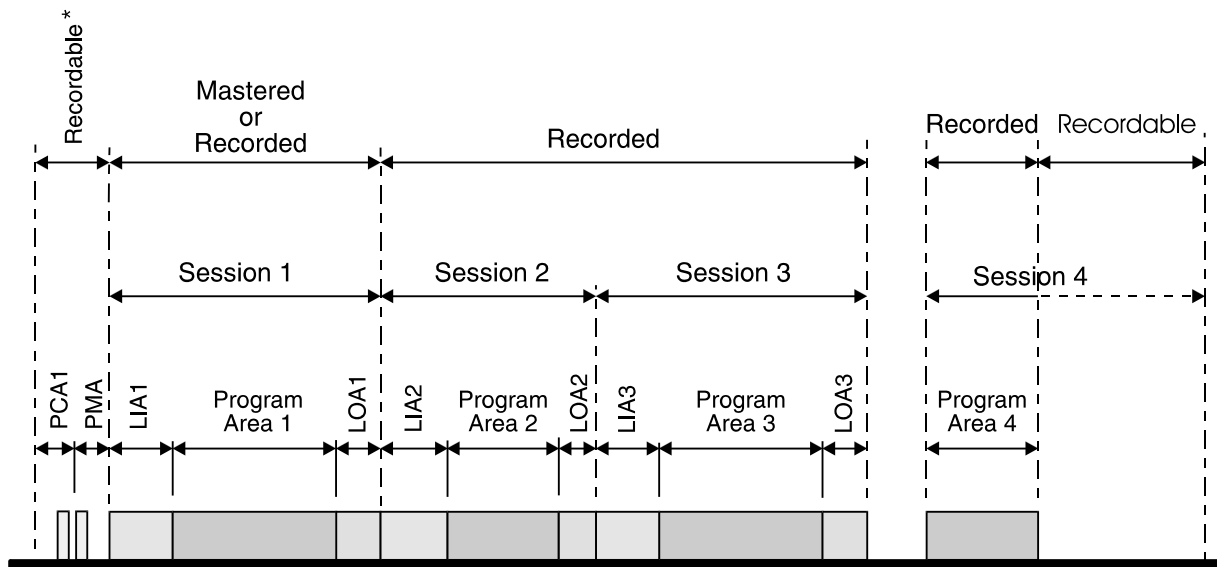 Recordable*
Mastered
or
Recorded
Recorded
Recorded
Recordable
Session 1
Session 2
Session 3
Session 4
PCA1
PMA
LIA1
Program
Area 1
LOA1
LIA2
Program
Area 2
LOA2
LIA3
Program
Area 3
LOA3
Program
Area 4